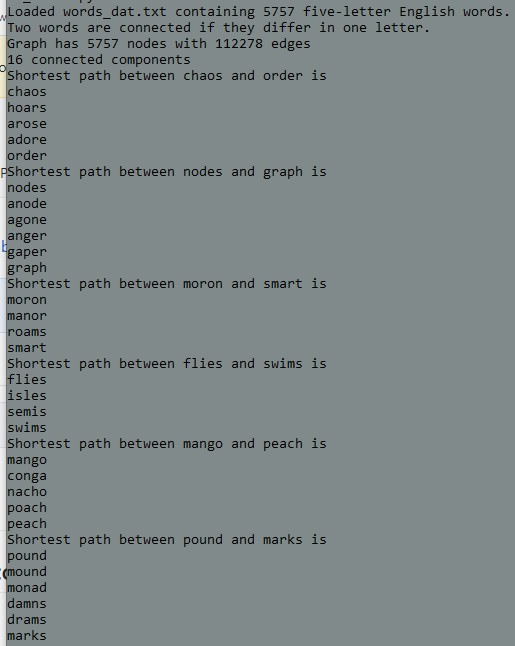 Loaded words_dat.txt containing 5757 five-letter English words.
Two words are connected if they differ in one letter.
Graph has 5757 nodes with 112278 edges
16 connected components
Shortest path between chaos and order is
chaos
hoars
arose
adore
order
Shortest path between nodes and graph is
nodes
anode
agone
anger
gaper
graph
Shortest path between moron and smart is
moron
manor
roams
smart
Shortest path between flies and swims is
flies
isles
semis
swims
Shortest path between mango and peach is
mango
conga
nacho
poach
peach
Shortest path between pound and marks is
pound
mound
monad
damns
drams
marks